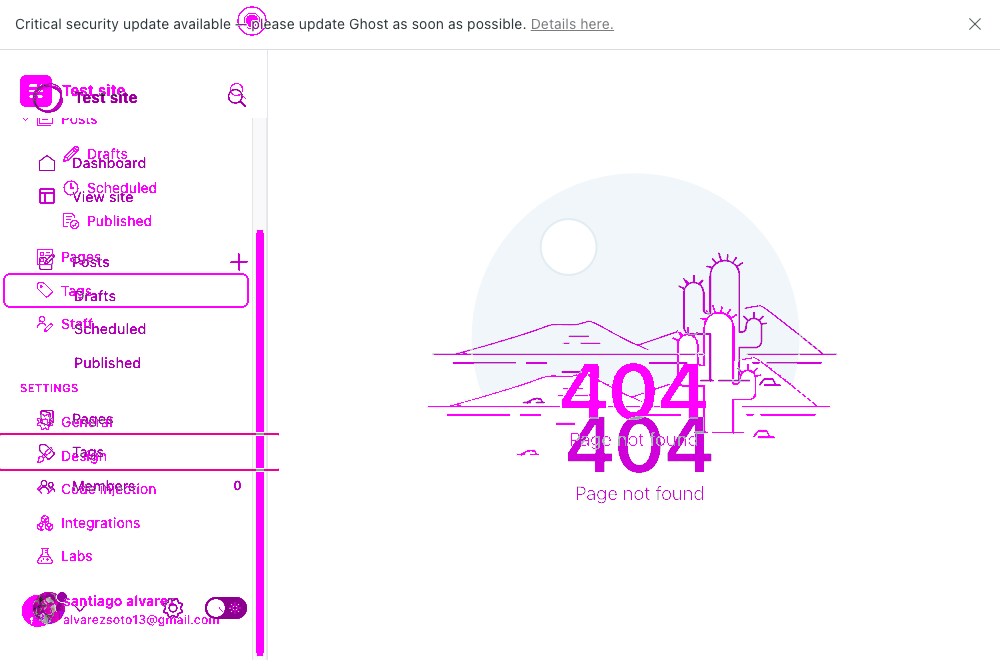 Critical security update available — please update Ghost as soon as possible. Details here.
Test site
Test site
Posts
Drafts
Dashboard
Scheduled
View site
Published
Pages
Posts
Tags
Drafts
Staff
Scheduled
Published
SETTINGS
Pages
General
Tags
Design
Members 0
Code injection
Integrations
Labs
santiago alvarez
alvarezsoto13@gmail.com
404
Page not found
404
Page not found